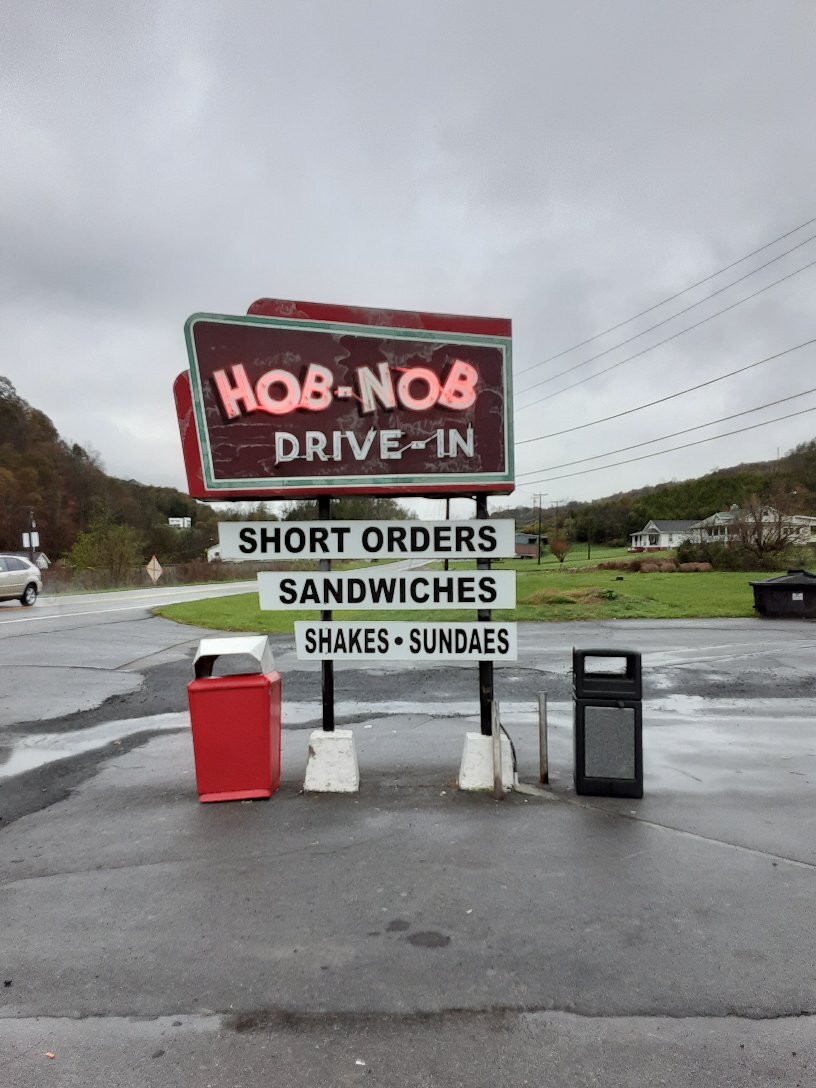 HOB-NOB
DRIVE-IN
SHORT ORDERS
SANDWICHES
SHAKES • SUNDAES